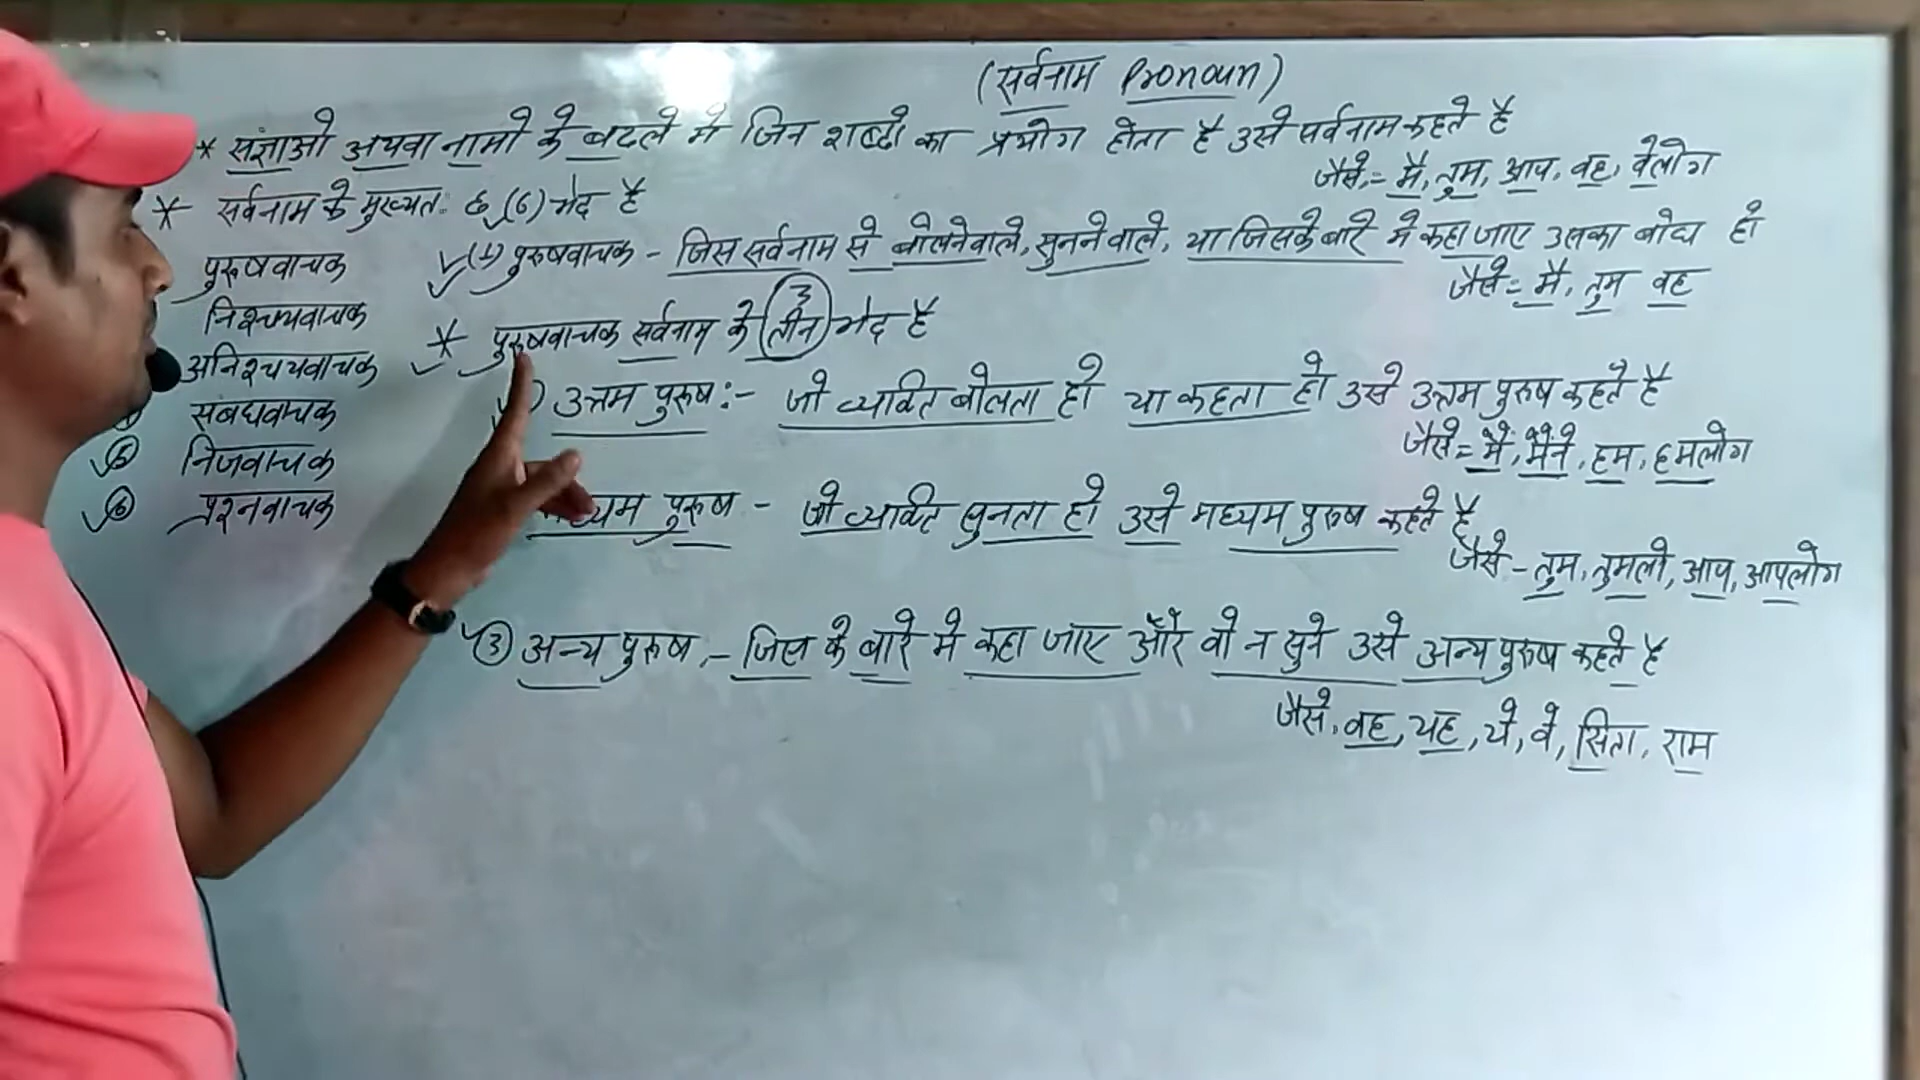 (सर्वनाम Pronoun)
* संज्ञाओ अथवा नामो के बदले मे जिन शब्दो का प्रयोग होता है उसे सर्वनाम कहते है
जैसे,= मै, तुम, आप, वह, वेलोग
* सर्वनाम के मुख्यतः 6 (6) भेद है
पुरुषवाचक
निश्चयवाचक
अनिश्चयवाचक
संबधवाचक
5 निजवाचक
6 प्रश्नवाचक
(1) पुरुषवाचक - जिस सर्वनाम से बोलनेवाले, सुनने वाले, या जिसके बारे मे कहा जाए उसका बोध हो
जैसे = मै, तुम वह
* पुरुषवाचक सर्वनाम के (तीन) 3 भेद है
उत्तम पुरुष :- जो व्यक्ति बोलता हो या कहता हो उसे उत्तम पुरुष कहते है
जैसे = मै, मैने, हम, हमलोग
ध्यम पुरुष - जो व्यक्ति सुनता हो उसे मध्यम पुरुष कहते है
जैसे - तुम, तुमलो, आप, आपलोग
③ अन्य पुरुष, - जिस के बारे मे कहा जाए और वो न सुने उसे अन्य पुरुष कहते है
जैसे, वह, यह, ये, वे, सिता, राम